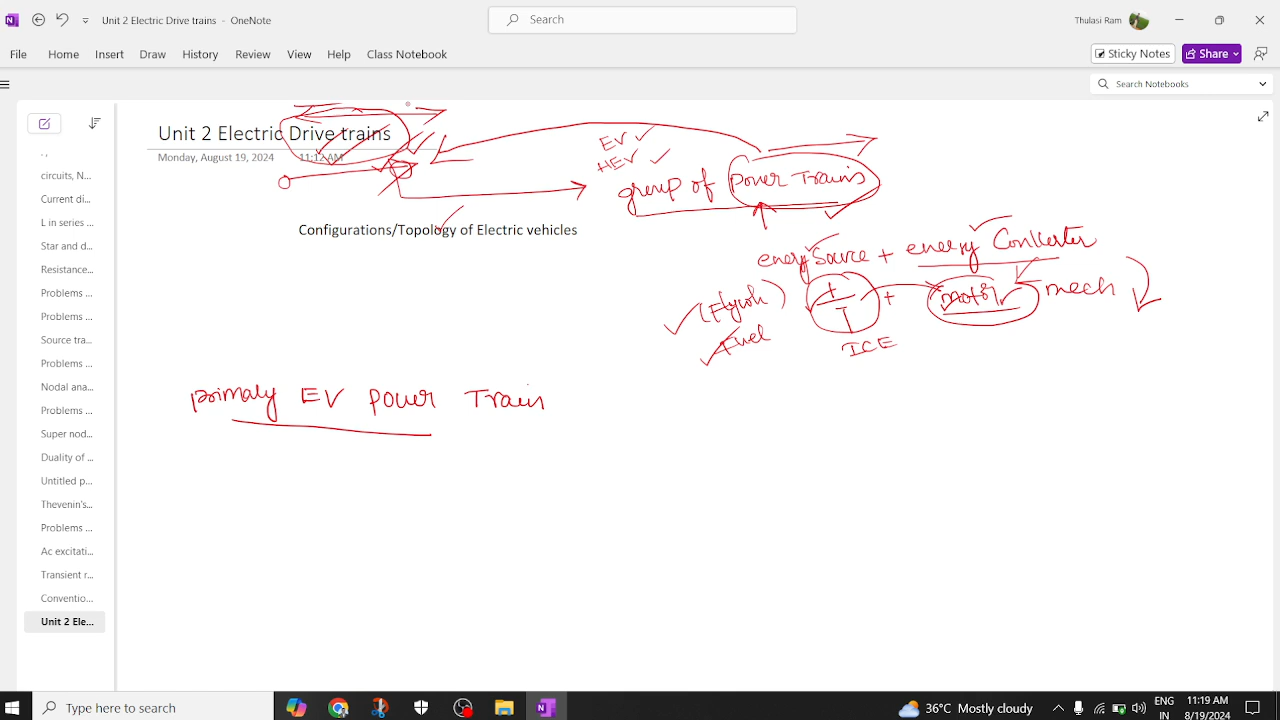 Unit 2 Electric Drive trains - OneNote
Search
Thulasi Ram
File Home Insert Draw History Review View Help Class Notebook
Sticky Notes
Share
Search Notebooks
Unit 2 Electric Drive trains
Monday, August 19, 2024 11:12 AM
EV
HEV
group of power Trains
Configurations/Topology of Electric vehicles
energy Source + energy Converter
(Flywh)
+ motor mech
Fuel
ICE
primary EV power Train
circuits, N...
Current di...
L in series ...
Star and d...
Resistance...
Problems ...
Problems ...
Source tra...
Problems ...
Nodal ana...
Problems ...
Super nod...
Duality of ...
Untitled p...
Thevenin's...
Problems ...
Ac excitati...
Transient r...
Conventio...
Unit 2 Ele...
Type here to search
36°C Mostly cloudy
ENG
IN
11:19 AM
8/19/2024